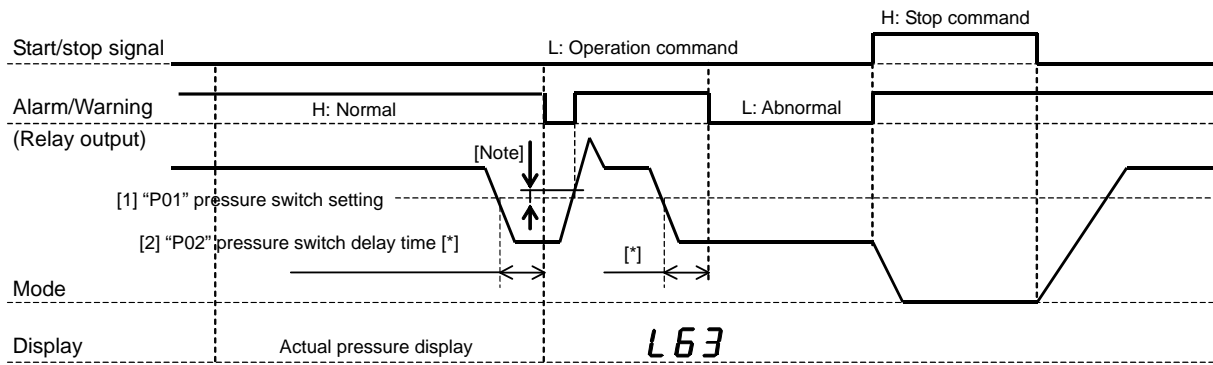 H: Stop command
Start/stop signal
L: Operation command
Alarm/Warning
(Relay output)
H: Normal
L: Abnormal
[Note]
[1] “P01” pressure switch setting
[2] “P02” pressure switch delay time [*]
[*]
Mode
Display
Actual pressure display
L63